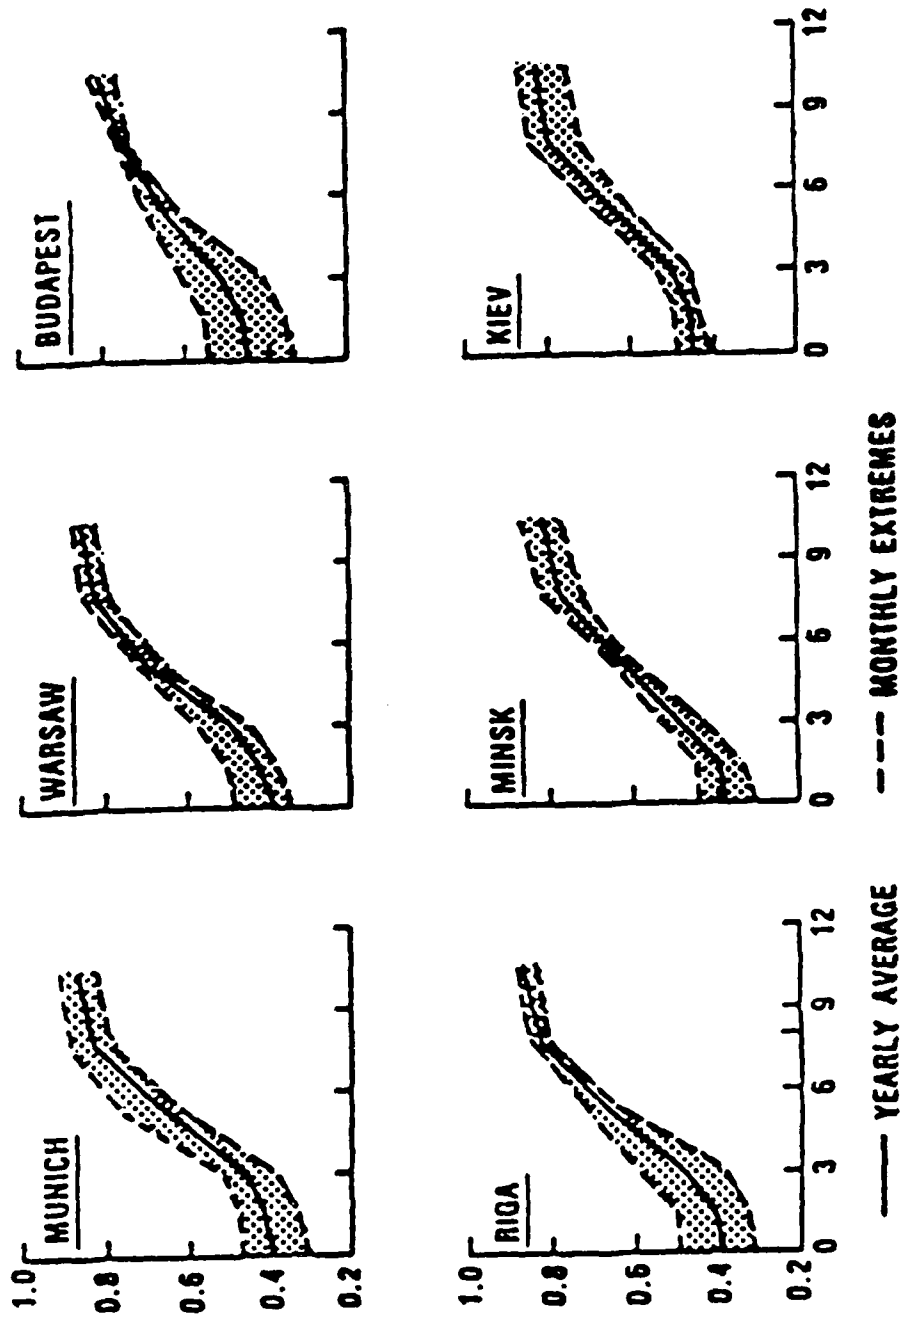 MUNICH
WARSAW
BUDAPEST
1.0
0.8
0.6
0.4
0.2
RIGA
MINSK
KIEV
1.0
0.8
0.6
0.4
0.2
0 3 6 9 12
0 3 6 9 12
0 3 6 9 12
YEARLY AVERAGE
MONTHLY EXTREMES